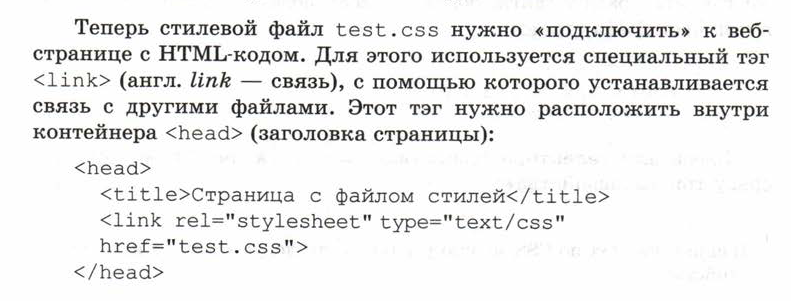 Теперь стилевой файл test.css нужно «подключить» к веб-
странице с HTML-кодом. Для этого используется специальный тэг
<link> (англ. link — связь), с помощью которого устанавливается
связь с другими файлами. Этот тэг нужно расположить внутри
контейнера <head> (заголовка страницы):
<head>
<title>Страница с файлом стилей</title>
<link rel="stylesheet" type="text/css"
href="test.css">
</head>